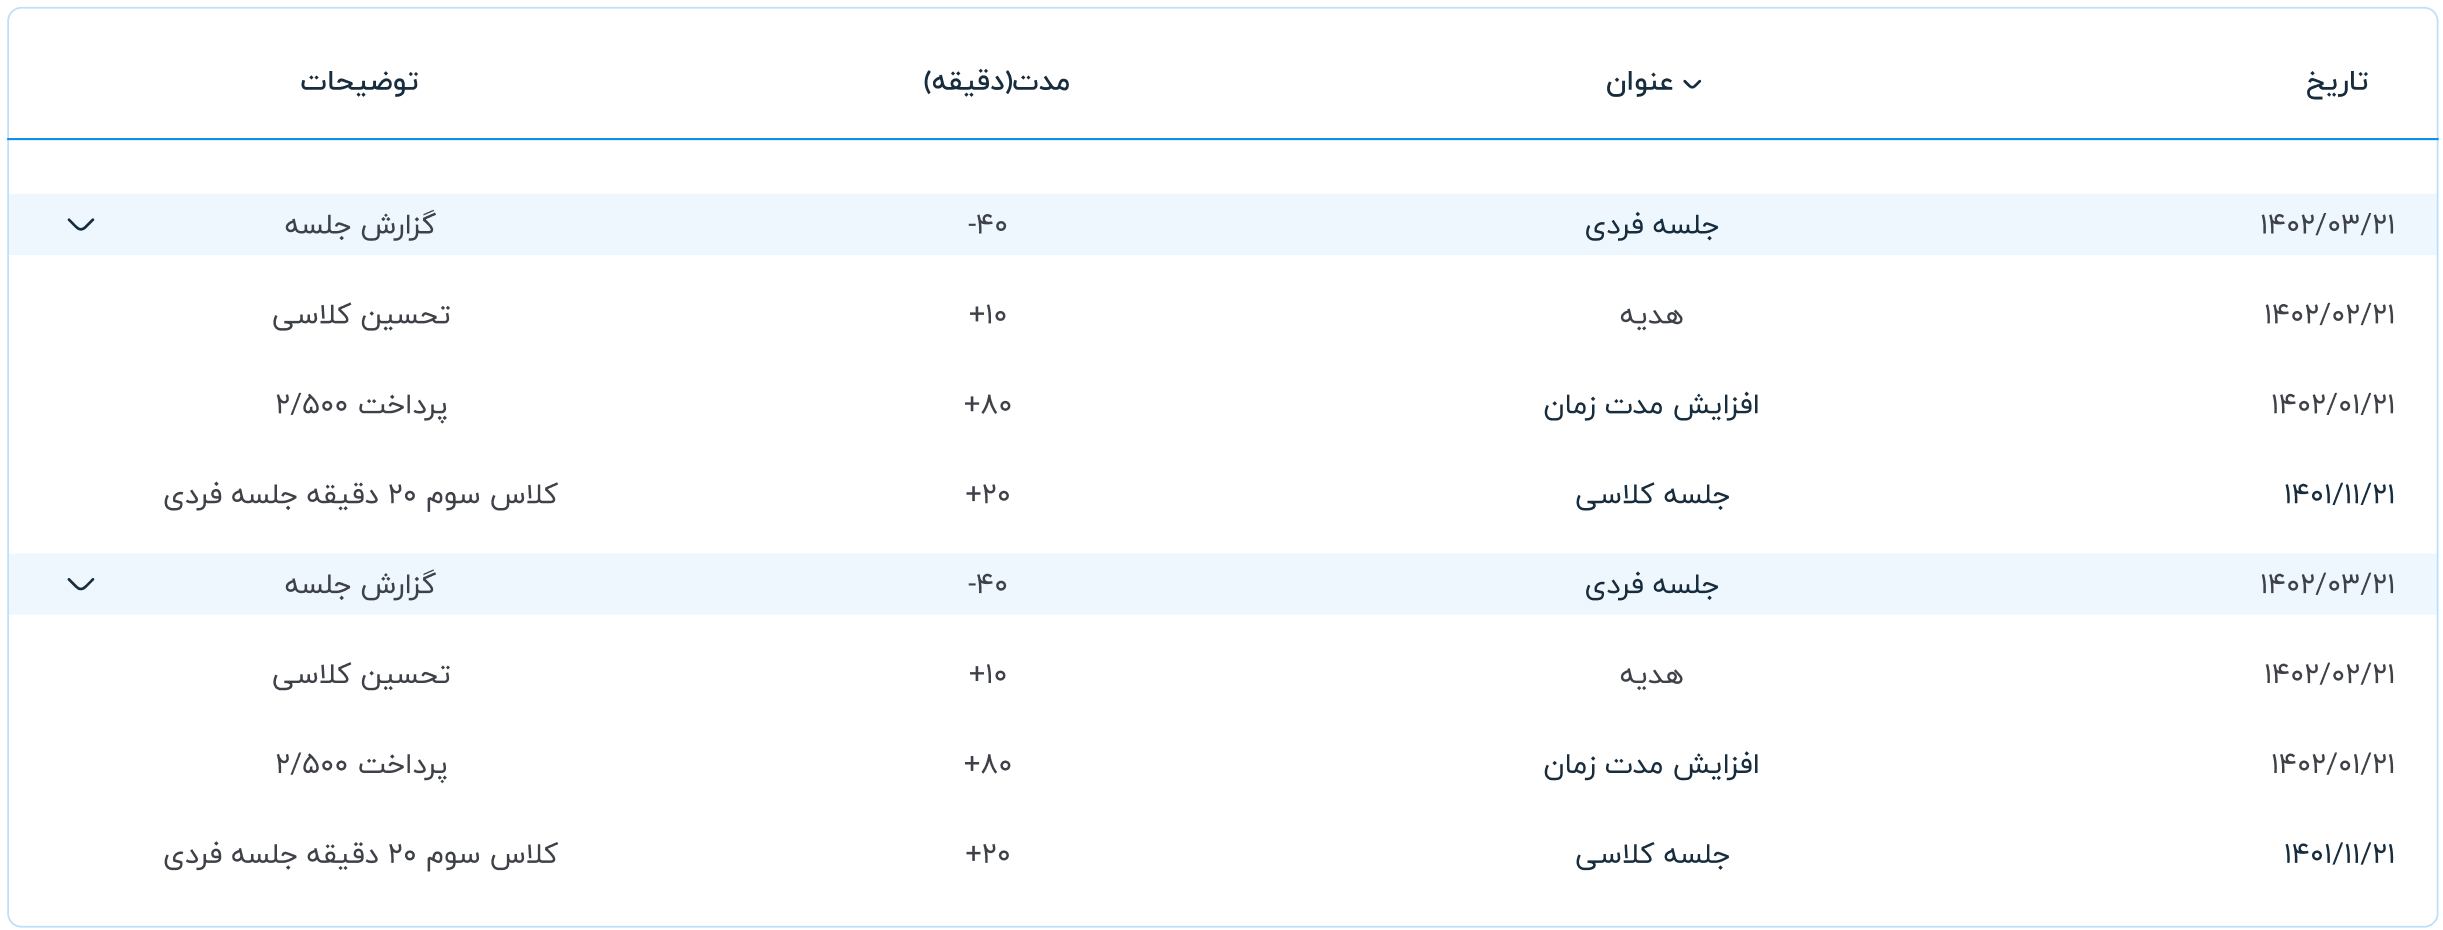 تاریخ عنوان مدت(دقیقه) توضیحات
۱۴۰۲/۰۳/۲۱ جلسه فردی -۴۰ گزارش جلسه
۱۴۰۲/۰۲/۲۱ هدیه +۱۰ تحسین کلاسی
۱۴۰۲/۰۱/۲۱ افزایش مدت زمان +۸۰ پرداخت ۲/۵۰۰
۱۴۰۱/۱۱/۲۱ جلسه کلاسی +۲۰ کلاس سوم ۲۰ دقیقه جلسه فردی
۱۴۰۲/۰۳/۲۱ جلسه فردی -۴۰ گزارش جلسه
۱۴۰۲/۰۲/۲۱ هدیه +۱۰ تحسین کلاسی
۱۴۰۲/۰۱/۲۱ افزایش مدت زمان +۸۰ پرداخت ۲/۵۰۰
۱۴۰۱/۱۱/۲۱ جلسه کلاسی +۲۰ کلاس سوم ۲۰ دقیقه جلسه فردی